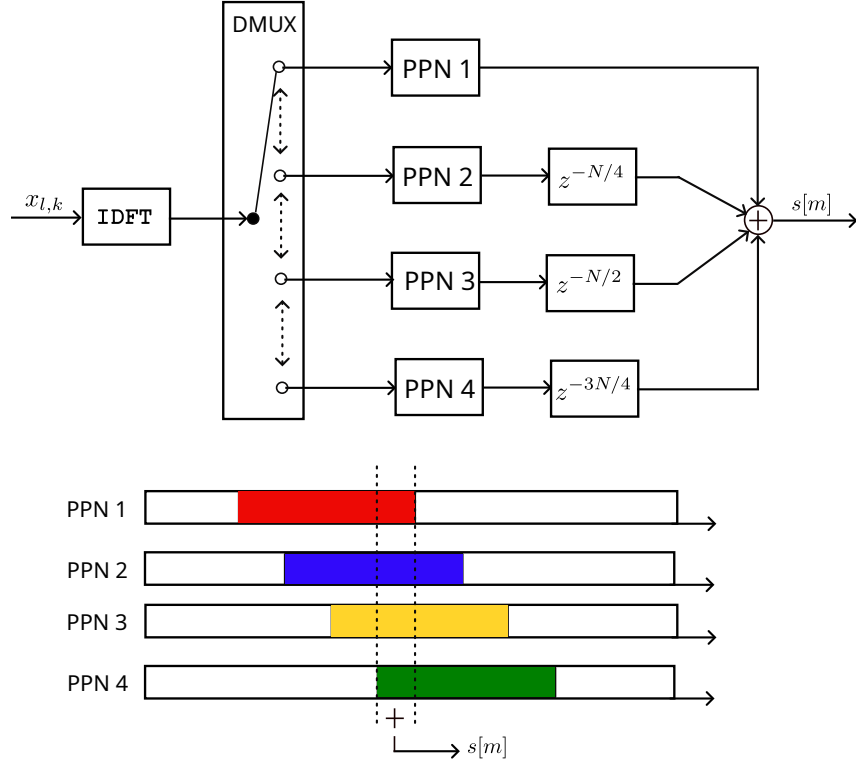 DMUX
PPN 1
PPN 2
z^{-N/4}
x_{l,k}
IDFT
+
s[m]
PPN 3
z^{-N/2}
PPN 4
z^{-3N/4}
PPN 1
PPN 2
PPN 3
PPN 4
+
s[m]